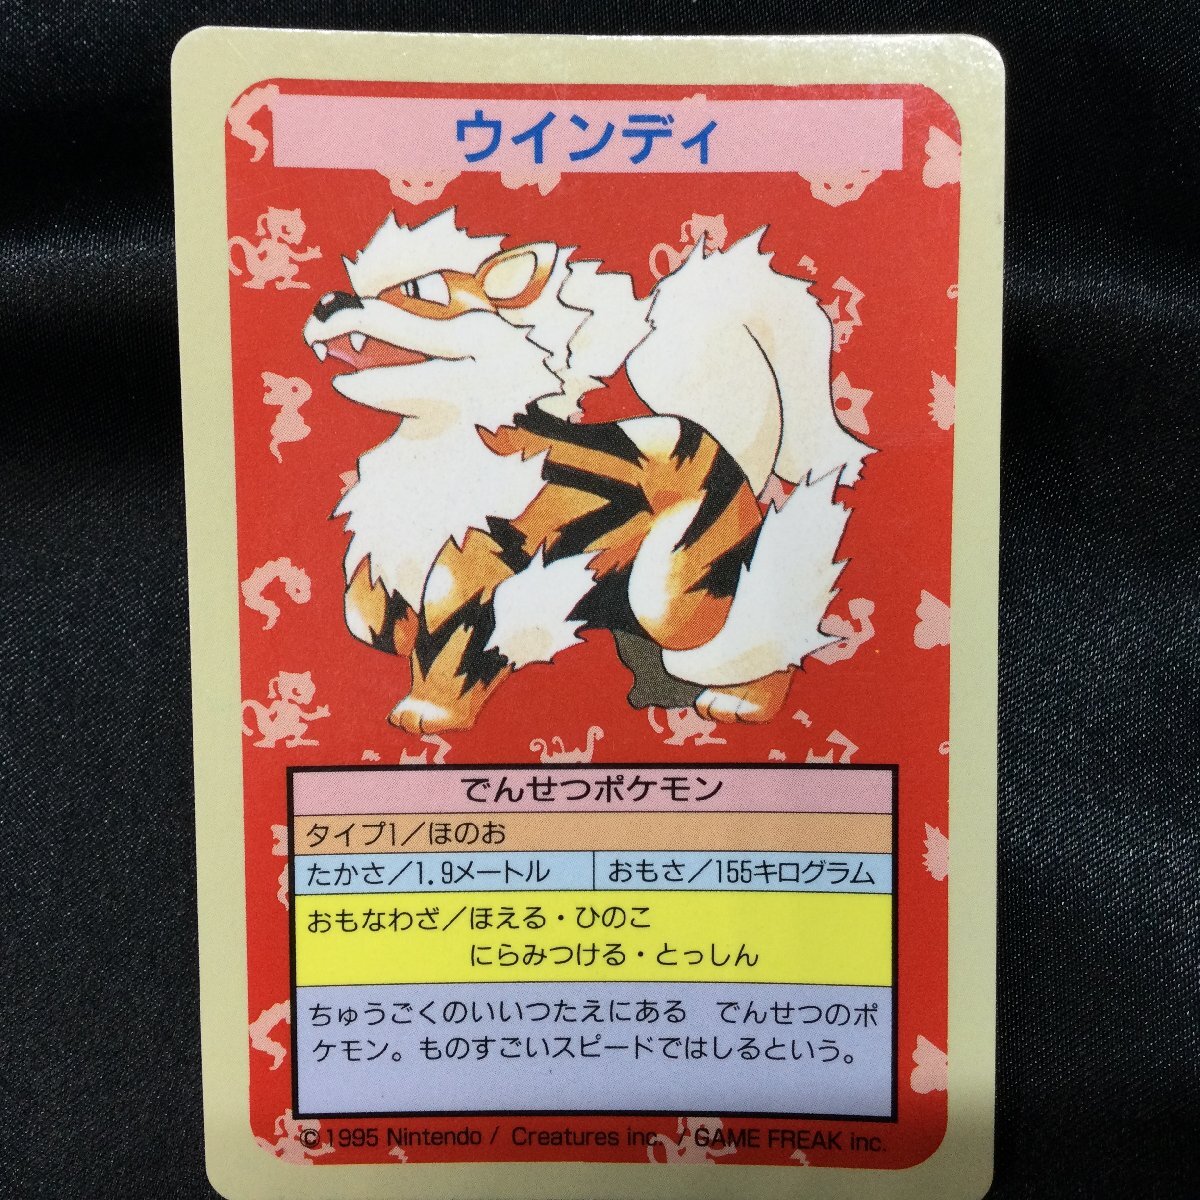 ウインディ
でんせつポケモン
タイプ1／ほのお
たかさ／1.9メートル おもさ／155キログラム
おもなわざ／ほえる・ひのこ
にらみつける・とっしん
ちゅうごくのいいつたえにある　でんせつのポ
ケモン。ものすごいスピードではしるという。
© 1995 Nintendo / Creatures inc. / GAME FREAK inc.